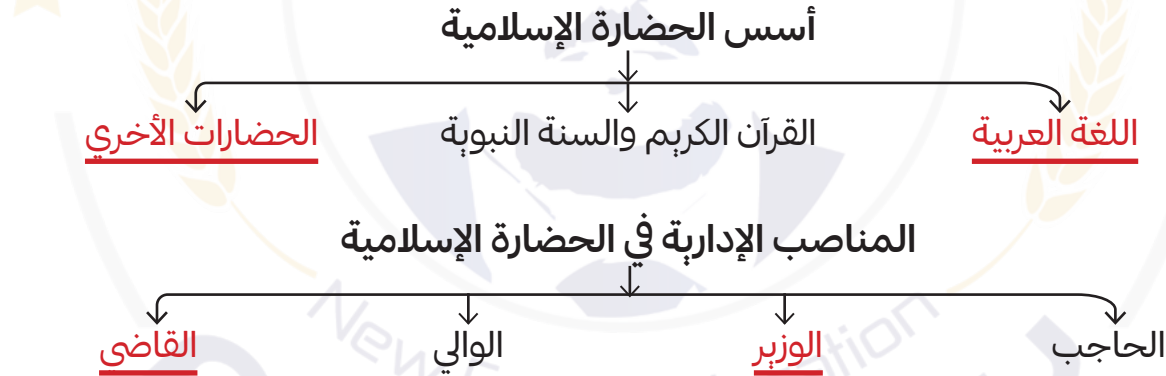 أسس الحضارة الإسلامية
اللغة العربية القرآن الكريم والسنة النبوية الحضارات الأخري
المناصب الإدارية في الحضارة الإسلامية
الحاجب الوزير الوالي القاضي
New